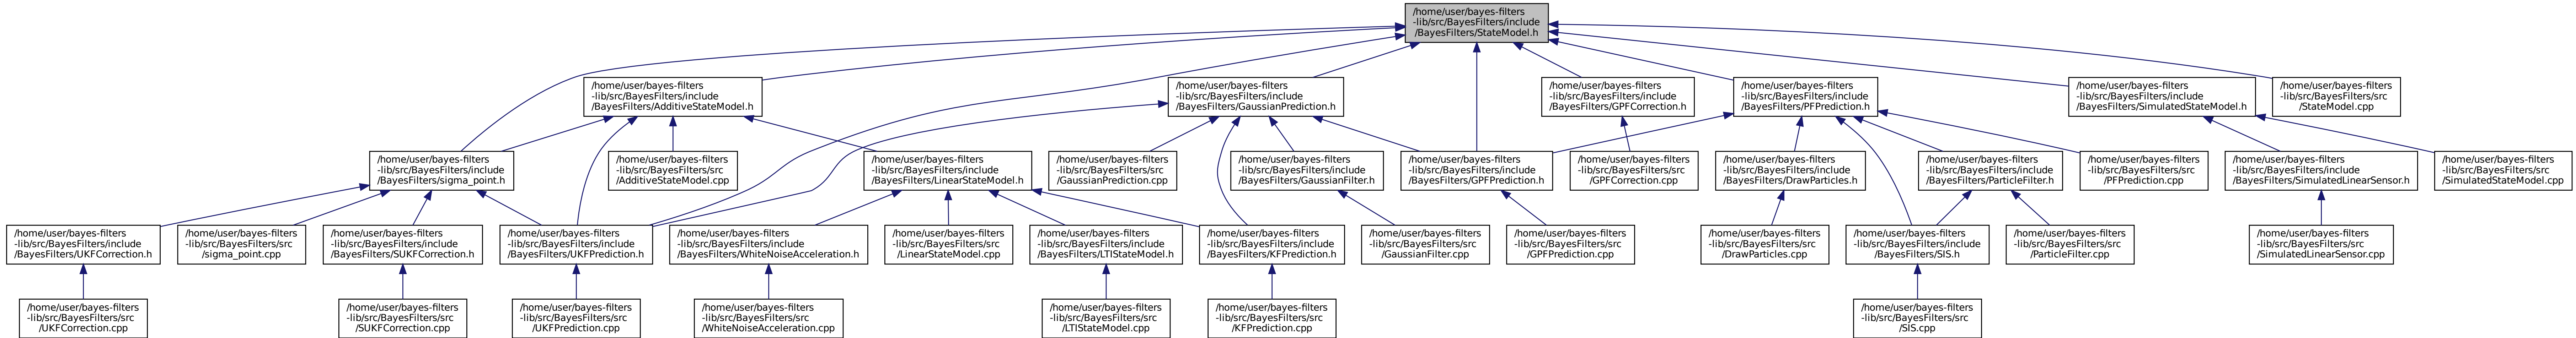 /home/user/bayes-filters
-lib/src/BayesFilters/include
/BayesFilters/StateModel.h
/home/user/bayes-filters
-lib/src/BayesFilters/include
/BayesFilters/AdditiveStateModel.h
/home/user/bayes-filters
-lib/src/BayesFilters/include
/BayesFilters/GaussianPrediction.h
/home/user/bayes-filters
-lib/src/BayesFilters/include
/BayesFilters/GPFCorrection.h
/home/user/bayes-filters
-lib/src/BayesFilters/include
/BayesFilters/PFPrediction.h
/home/user/bayes-filters
-lib/src/BayesFilters/include
/BayesFilters/SimulatedStateModel.h
/home/user/bayes-filters
-lib/src/BayesFilters/src
/StateModel.cpp
/home/user/bayes-filters
-lib/src/BayesFilters/include
/BayesFilters/sigma_point.h
/home/user/bayes-filters
-lib/src/BayesFilters/src
/AdditiveStateModel.cpp
/home/user/bayes-filters
-lib/src/BayesFilters/include
/BayesFilters/LinearStateModel.h
/home/user/bayes-filters
-lib/src/BayesFilters/src
/GaussianPrediction.cpp
/home/user/bayes-filters
-lib/src/BayesFilters/include
/BayesFilters/GaussianFilter.h
/home/user/bayes-filters
-lib/src/BayesFilters/include
/BayesFilters/GPFPrediction.h
/home/user/bayes-filters
-lib/src/BayesFilters/src
/GPFCorrection.cpp
/home/user/bayes-filters
-lib/src/BayesFilters/include
/BayesFilters/DrawParticles.h
/home/user/bayes-filters
-lib/src/BayesFilters/include
/BayesFilters/ParticleFilter.h
/home/user/bayes-filters
-lib/src/BayesFilters/src
/PFPrediction.cpp
/home/user/bayes-filters
-lib/src/BayesFilters/include
/BayesFilters/SimulatedLinearSensor.h
/home/user/bayes-filters
-lib/src/BayesFilters/src
/SimulatedStateModel.cpp
/home/user/bayes-filters
-lib/src/BayesFilters/include
/BayesFilters/UKFCorrection.h
/home/user/bayes-filters
-lib/src/BayesFilters/src
/sigma_point.cpp
/home/user/bayes-filters
-lib/src/BayesFilters/include
/BayesFilters/SUKFCorrection.h
/home/user/bayes-filters
-lib/src/BayesFilters/include
/BayesFilters/UKFPrediction.h
/home/user/bayes-filters
-lib/src/BayesFilters/include
/BayesFilters/WhiteNoiseAcceleration.h
/home/user/bayes-filters
-lib/src/BayesFilters/src
/LinearStateModel.cpp
/home/user/bayes-filters
-lib/src/BayesFilters/include
/BayesFilters/LTIStateModel.h
/home/user/bayes-filters
-lib/src/BayesFilters/include
/BayesFilters/KFPrediction.h
/home/user/bayes-filters
-lib/src/BayesFilters/src
/GaussianFilter.cpp
/home/user/bayes-filters
-lib/src/BayesFilters/src
/GPFPrediction.cpp
/home/user/bayes-filters
-lib/src/BayesFilters/src
/DrawParticles.cpp
/home/user/bayes-filters
-lib/src/BayesFilters/include
/BayesFilters/SIS.h
/home/user/bayes-filters
-lib/src/BayesFilters/src
/ParticleFilter.cpp
/home/user/bayes-filters
-lib/src/BayesFilters/src
/SimulatedLinearSensor.cpp
/home/user/bayes-filters
-lib/src/BayesFilters/src
/UKFCorrection.cpp
/home/user/bayes-filters
-lib/src/BayesFilters/src
/SUKFCorrection.cpp
/home/user/bayes-filters
-lib/src/BayesFilters/src
/UKFPrediction.cpp
/home/user/bayes-filters
-lib/src/BayesFilters/src
/WhiteNoiseAcceleration.cpp
/home/user/bayes-filters
-lib/src/BayesFilters/src
/LTIStateModel.cpp
/home/user/bayes-filters
-lib/src/BayesFilters/src
/KFPrediction.cpp
/home/user/bayes-filters
-lib/src/BayesFilters/src
/SIS.cpp